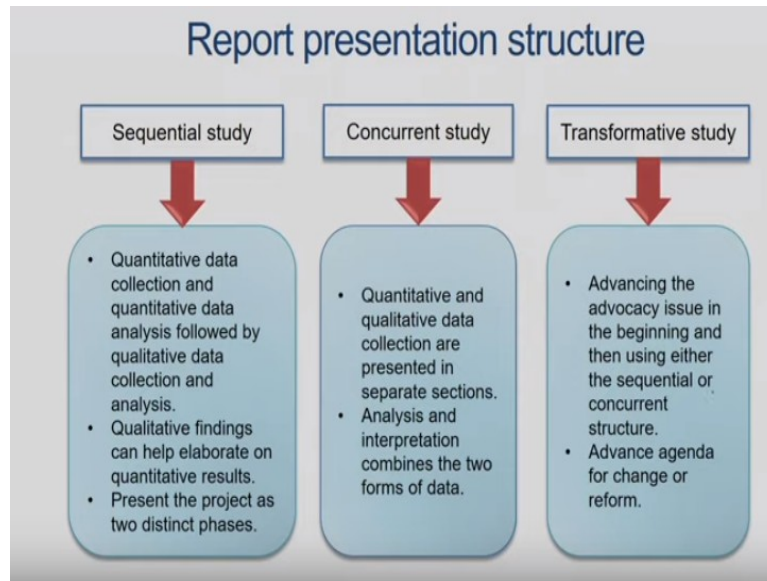 Report presentation structure
Sequential study
• Quantitative data
collection and
quantitative data
analysis followed by
qualitative data
collection and
analysis.
• Qualitative findings
can help elaborate on
quantitative results.
• Present the project as
two distinct phases.
Concurrent study
• Quantitative and
qualitative data
collection are
presented in
separate sections.
• Analysis and
interpretation
combines the two
forms of data.
Transformative study
• Advancing the
advocacy issue in
the beginning and
then using either
the sequential or
concurrent
structure.
• Advance agenda
for change or
reform.